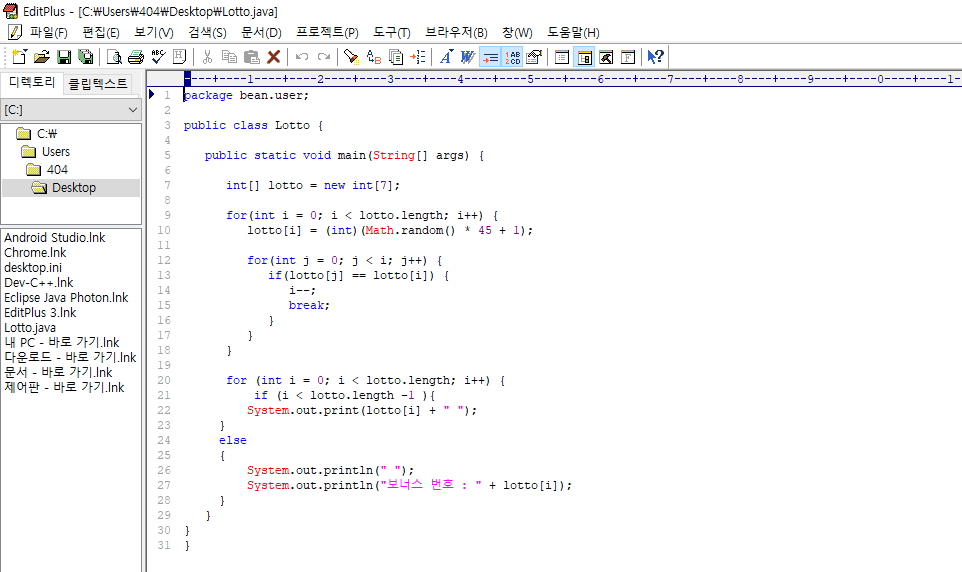 EditPlus - [C:₩Users₩404₩Desktop₩Lotto.java]
파일(F) 편집(E) 보기(V) 검색(S) 문서(D) 프로젝트(P) 도구(T) 브라우저(B) 창(W) 도움말(H)
디렉토리 클립텍스트
[C:]
C:₩
Users
404
Desktop
Android Studio.lnk
Chrome.lnk
desktop.ini
Dev-C++.lnk
Eclipse Java Photon.lnk
EditPlus 3.lnk
Lotto.java
내 PC - 바로 가기.lnk
다운로드 - 바로 가기.lnk
문서 - 바로 가기.lnk
제어판 - 바로 가기.lnk
----+----1----+----2----+----3----+----4----+----5----+----6----+----7----+----8----+----9----+----0----+----1-
1 package bean.user;
2
3 public class Lotto {
4
5 public static void main(String[] args) {
6
7 int[] lotto = new int[7];
8
9 for(int i = 0; i < lotto.length; i++) {
10 lotto[i] = (int)(Math.random() * 45 + 1);
11
12 for(int j = 0; j < i; j++) {
13 if(lotto[j] == lotto[i]) {
14 i--;
15 break;
16 }
17 }
18 }
19
20 for (int i = 0; i < lotto.length; i++) {
21 if (i < lotto.length -1 ){
22 System.out.print(lotto[i] + " ");
23 }
24 else
25 {
26 System.out.println(" ");
27 System.out.println("보너스 번호 : " + lotto[i]);
28 }
29 }
30 }
31 }